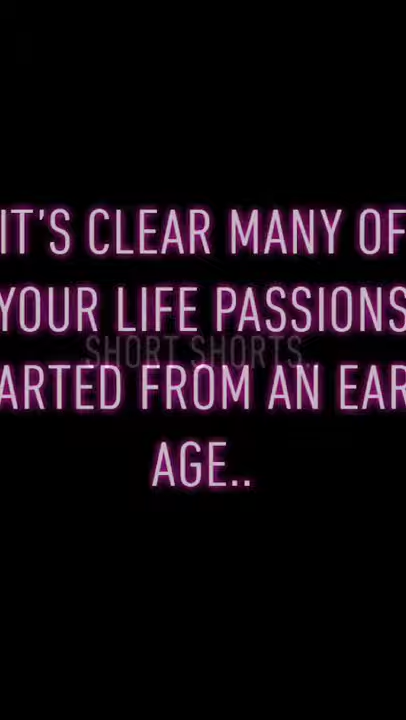 IT'S CLEAR MANY OF
YOUR LIFE PASSIONS
SHORT SHORTS
ARTED FROM AN EAR
AGE..